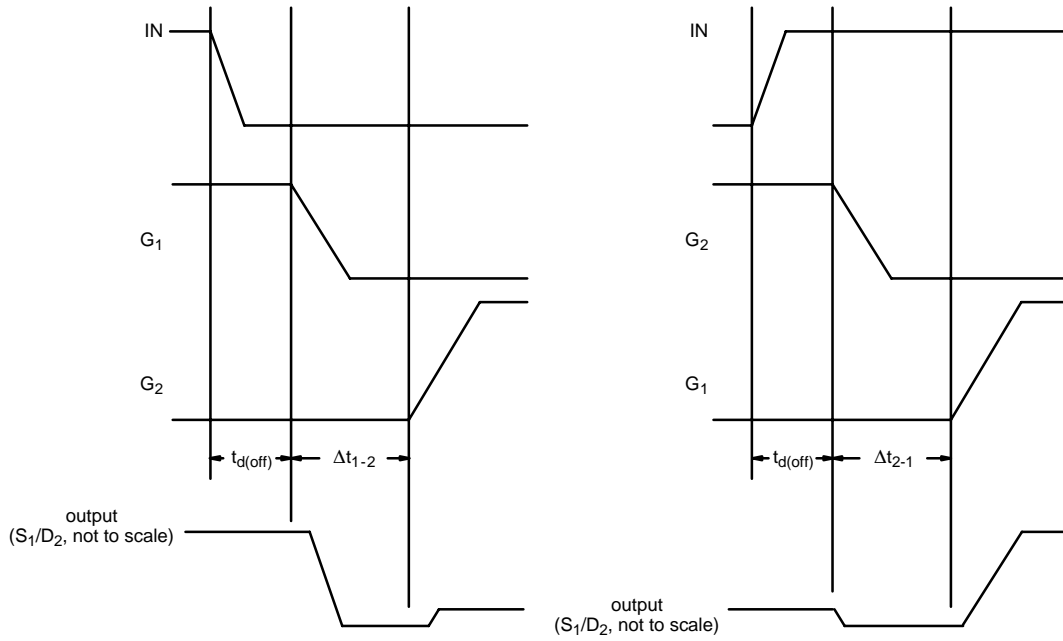 IN
G1
G2
td(off) Δt1-2
output
(S1/D2, not to scale)
IN
G2
G1
td(off) Δt2-1
output
(S1/D2, not to scale)